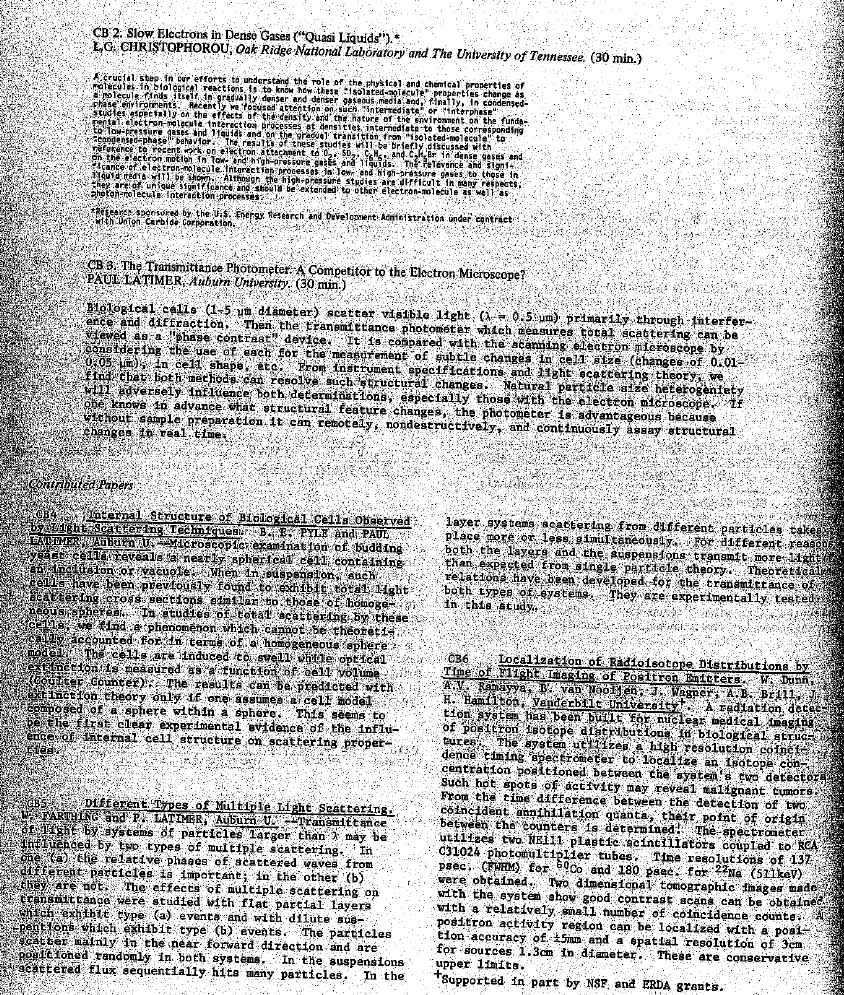 CB 2. Slow Electrons in Dense Gases ("Quasi Liquids").*
L.G. CHRISTOPHOROU, Oak Ridge National Laboratory and The University of Tennessee. (30 min.)
A crucial step in our efforts to understand the role of the physical and chemical properties of
molecules in biological reactions is to know how these "isolated-molecule" properties change as
a molecule finds itself in gradually denser and denser gaseous media and, finally, in condensed-
phase environments. Recently we focused attention on such "intermediate" or "interphase"
studies especially on the effects of the density and the nature of the environment on the funda-
mental electron-molecule interaction processes at densities intermediate to those corresponding
to low-pressure gases and liquids and on the gradual transition from "isolated-molecule" to
"condensed-phase" behavior. The results of these studies will be briefly discussed with
reference to recent work on electron attachment to O₂, SO₂, C₆H₆, and C₂H₅Br in dense gases and
on the electron motion in low- and high-pressure gases and liquids. The relevance and signi-
ficance of electron-molecule interaction processes in low- and high-pressure gases to those in
liquid media will be shown. Although the high-pressure studies are difficult in many respects,
they are of unique significance and should be extended to other electron-molecule as well as
photon-molecule interaction processes.
*Research sponsored by the U.S. Energy Research and Development Administration under contract
with Union Carbide Corporation.
CB 3. The Transmittance Photometer: A Competitor to the Electron Microscope?
PAUL LATIMER, Auburn University. (30 min.)
Biological cells (1-5 μm diameter) scatter visible light (λ = 0.5 μm) primarily through interfer-
ence and diffraction. Then the transmittance photometer which measures total scattering can be
viewed as a "phase contrast" device. It is compared with the scanning electron microscope by
considering the use of each for the measurement of subtle changes in cell size (changes of 0.01-
0.05 μm), in cell shape, etc. From instrument specifications and light scattering theory, we
find that both methods can resolve such structural changes. Natural particle size heterogeniety
will adversely influence both determinations, especially those with the electron microscope. If
one knows in advance what structural feature changes, the photometer is advantageous because
without sample preparation it can remotely, nondestructively, and continuously assay structural
changes in real time.
Contributed Papers
CB4 Internal Structure of Biological Cells Observed
by Light Scattering Techniques. B. E. PYLE and PAUL
LATIMER, Auburn U.--Microscopic examination of budding
yeast cells reveals a nearly spherical cell containing
an inclusion or vacuole. When in suspension, such
cells have been previously found to exhibit total light
scattering cross sections similar to those of homoge-
neous spheres. In studies of total scattering by these
cells, we find a phenomenon which cannot be theoreti-
cally accounted for in terms of a homogeneous sphere
model. The cells are induced to swell while optical
extinction is measured as a function of cell volume
(Coulter Counter). The results can be predicted with
extinction theory only if one assumes a cell model
composed of a sphere within a sphere. This seems to
be the first clear experimental evidence of the influ-
ence of internal cell structure on scattering proper-
ties.
CB5 Different Types of Multiple Light Scattering.
W. FARTHING and P. LATIMER, Auburn U. --Transmittance
of light by systems of particles larger than λ may be
influenced by two types of multiple scattering. In
one (a) the relative phases of scattered waves from
different particles is important; in the other (b)
they are not. The effects of multiple scattering on
transmittance were studied with flat partial layers
which exhibit type (a) events and with dilute sus-
pentions which exhibit type (b) events. The particles
scatter mainly in the near forward direction and are
positioned randomly in both systems. In the suspensions
scattered flux sequentially hits many particles. In the
layer systems scattering from different particles takes
place more or less simultaneously. For different reason
both the layers and the suspensions transmit more light
than expected from single particle theory. Theoretical
relations have been developed for the transmittance of
both types of systems. They are experimentally tested
in this study.
CB6 Localization of Radioisotope Distributions by
Time of Flight Imaging of Positron Emitters. W. Dunn,
A.V. Ramayya, B. van Nooijen, J. Wagner, A.B. Brill, J.
H. Hamilton, Vanderbilt University⁺. A radiation detec-
tion system has been built for nuclear medical imaging
of positron isotope distributions in biological struc-
tures. The system utilizes a high resolution coinci-
dence timing spectrometer to localize an isotope con-
centration positioned between the system's two detectors
Such hot spots of activity may reveal malignant tumors.
From the time difference between the detection of two
coincident annihilation quanta, their point of origin
between the counters is determined. The spectrometer
utilizes two NE111 plastic scintillators coupled to RCA
C31024 photomultiplier tubes. Time resolutions of 137
psec. (FWHM) for ⁶⁰Co and 180 psec. for ²²Na (511keV)
were obtained. Two dimensional tomographic images made
with the system show good contrast scans can be obtained
with a relatively small number of coincidence counts. A
positron activity region can be localized with a posi-
tion accuracy of ±5mm and a spatial resolution of 3cm
for sources 1.3cm in diameter. These are conservative
upper limits.
⁺Supported in part by NSF and ERDA grants.